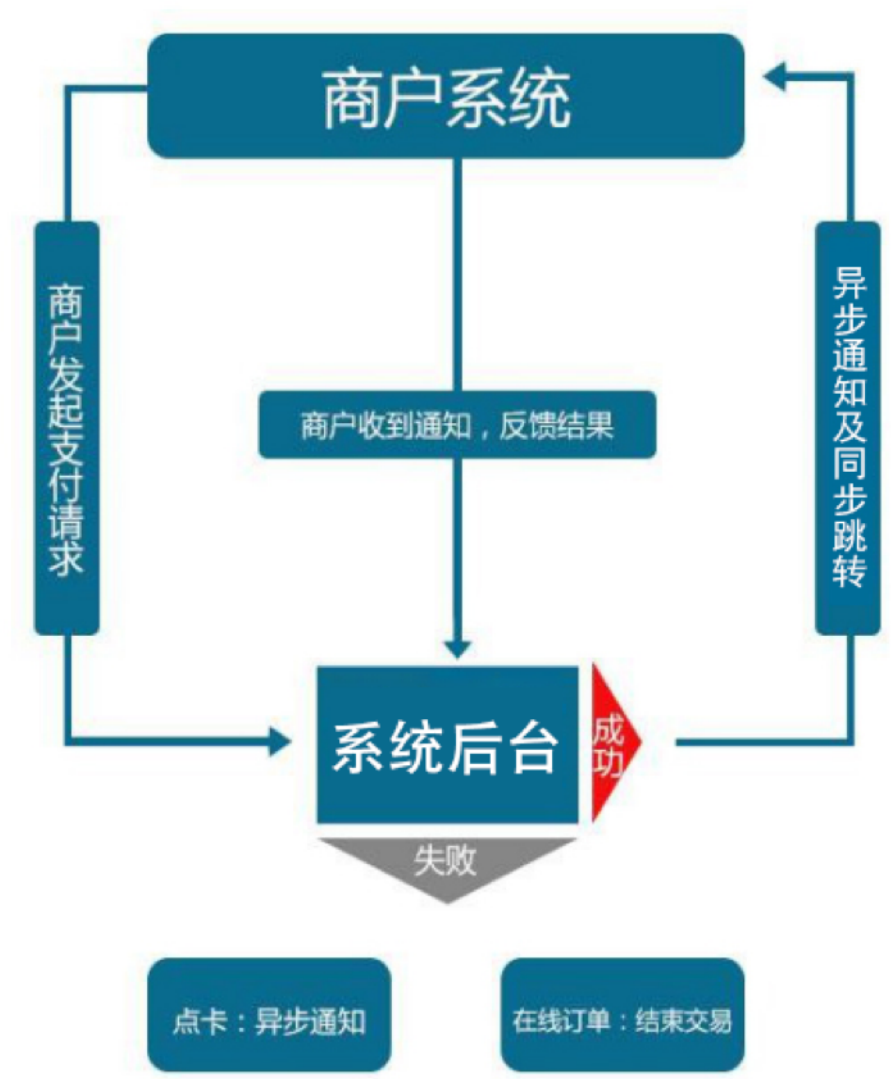 商户系统
商户发起支付请求
异步通知及同步跳转
商户收到通知，反馈结果
系统后台
成功
失败
点卡：异步通知
在线订单：结束交易